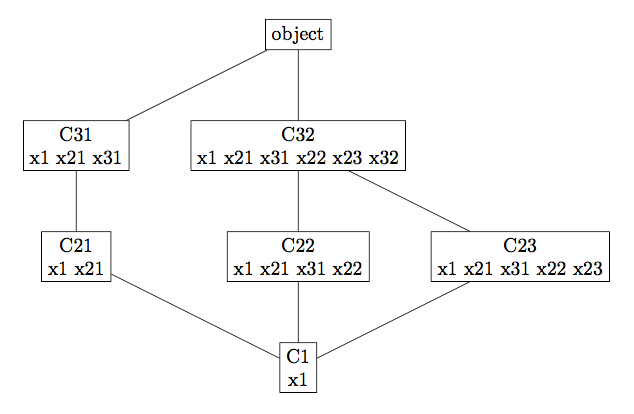 object
C31
x1 x21 x31
C32
x1 x21 x31 x22 x23 x32
C21
x1 x21
C22
x1 x21 x31 x22
C23
x1 x21 x31 x22 x23
C1
x1